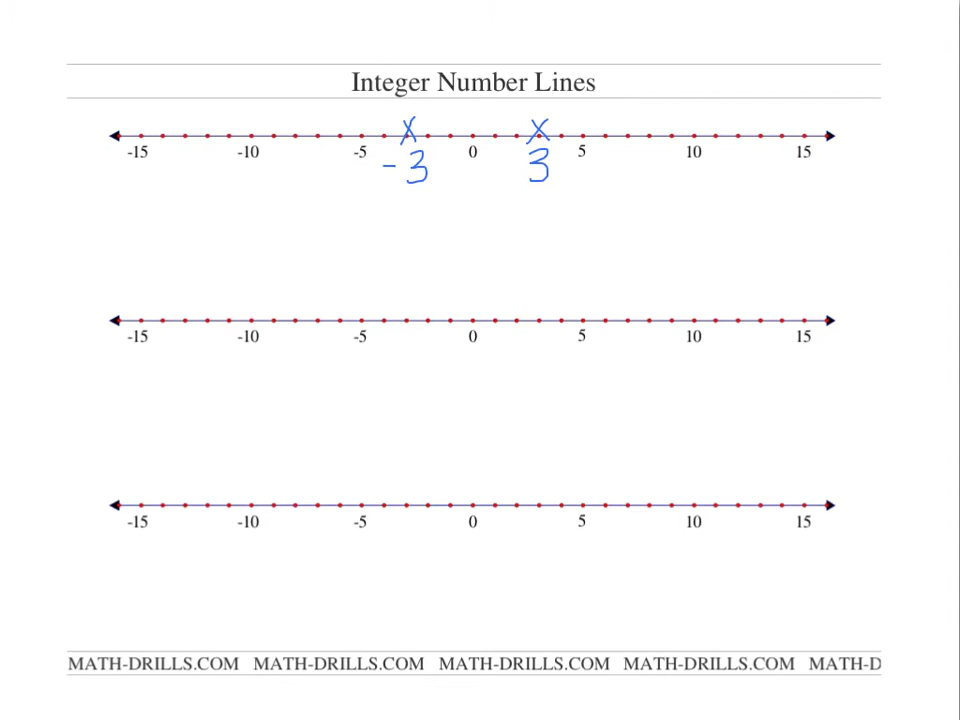 Integer Number Lines
x x
-15 -10 -5 0 5 10 15
-3 3
-15 -10 -5 0 5 10 15
-15 -10 -5 0 5 10 15
MATH-DRILLS.COM MATH-DRILLS.COM MATH-DRILLS.COM MATH-DRILLS.COM MATH-D